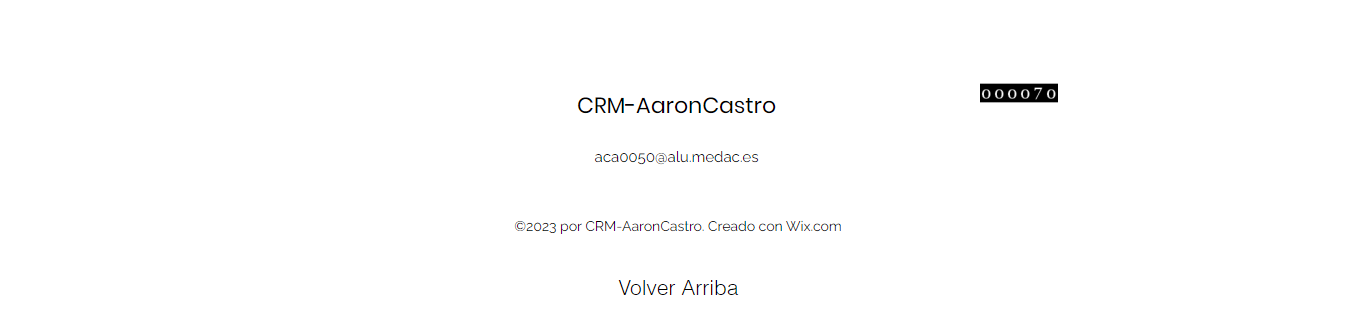 CRM-AaronCastro
000070
aca0050@alu.medac.es
©2023 por CRM-AaronCastro. Creado con Wix.com
Volver Arriba